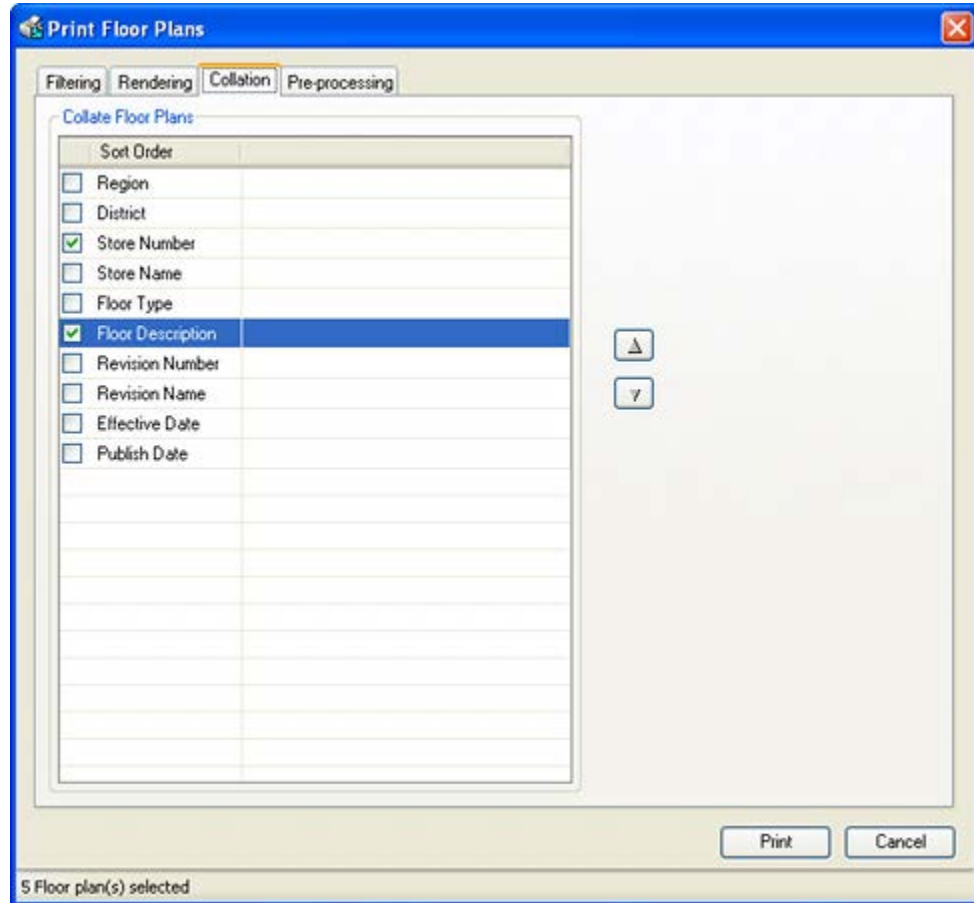 Print Floor Plans
Filtering Rendering Collation Pre-processing
Collate Floor Plans
Sort Order
Region
District
Store Number
Store Name
Floor Type
Floor Description
Revision Number
Revision Name
Effective Date
Publish Date
Print Cancel
5 Floor plan(s) selected